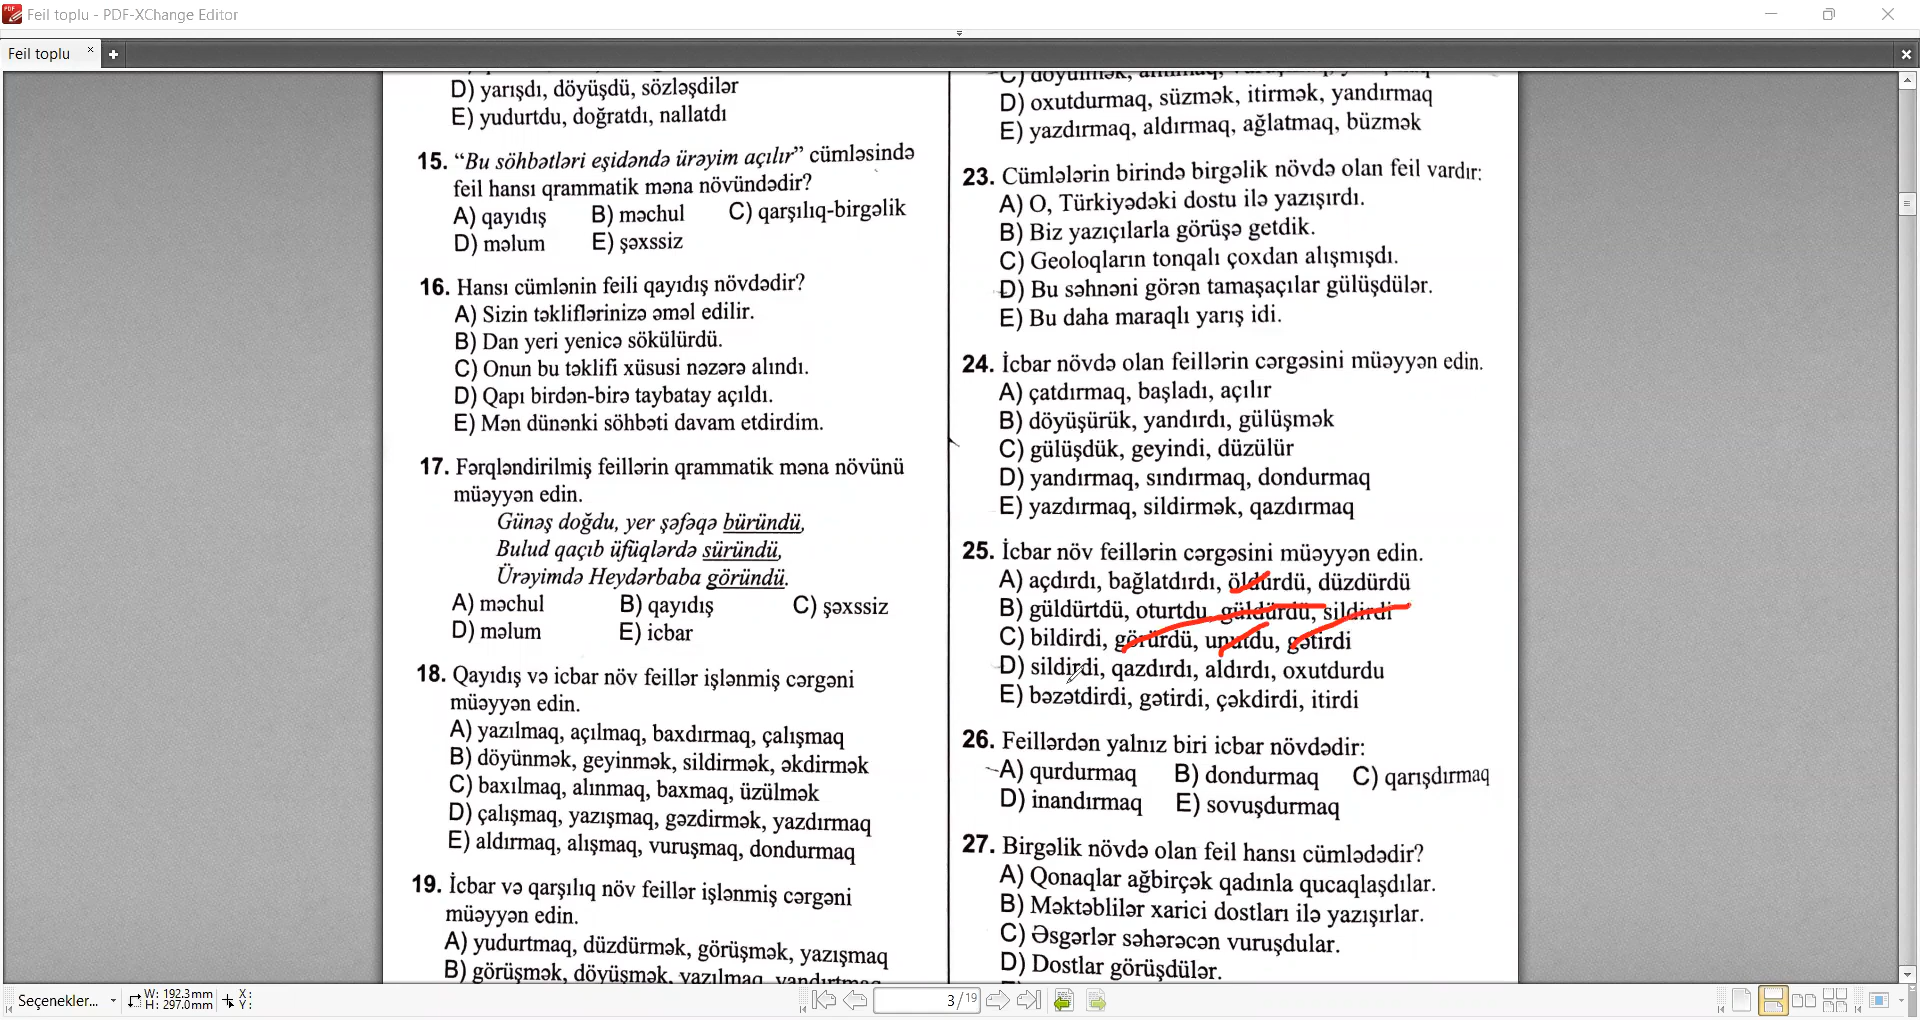 Feil toplu - PDF-XChange Editor
Feil toplu
D) yarışdı, döyüşdü, sözləşdilər
E) yudurtdu, doğratdı, nallatdı
15. “Bu söhbətləri eşidəndə ürəyim açılır” cümləsində
feil hansı qrammatik məna növündədir?
A) qayıdış B) məchul C) qarşılıq-birgəlik
D) məlum E) şəxssiz
16. Hansı cümlənin feili qayıdış növdədir?
A) Sizin təkliflərinizə əməl edilir.
B) Dan yeri yenicə sökülürdü.
C) Onun bu təklifi xüsusi nəzərə alındı.
D) Qapı birdən-birə taybatay açıldı.
E) Mən dünənki söhbəti davam etdirdim.
17. Fərqləndirilmiş feillərin qrammatik məna növünü
müəyyən edin.
Günəş doğdu, yer şəfəqə büründü,
Bulud qaçıb üfüqlərdə süründü,
Ürəyimdə Heydərbaba göründü.
A) məchul B) qayıdış C) şəxssiz
D) məlum E) icbar
18. Qayıdış və icbar növ feillər işlənmiş cərgəni
müəyyən edin.
A) yazılmaq, açılmaq, baxdırmaq, çalışmaq
B) döyünmək, geyinmək, sildirmək, əkdirmək
C) baxılmaq, alınmaq, baxmaq, üzülmək
D) çalışmaq, yazışmaq, gəzdirmək, yazdırmaq
E) aldırmaq, alışmaq, vuruşmaq, dondurmaq
19. İcbar və qarşılıq növ feillər işlənmiş cərgəni
müəyyən edin.
A) yudurtmaq, düzdürmək, görüşmək, yazışmaq
B) görüşmək, döyüşmək, yazılmaq, yandırtmaq
C) döyülmək,
D) oxutdurmaq, süzmək, itirmək, yandırmaq
E) yazdırmaq, aldırmaq, ağlatmaq, büzmək
23. Cümlələrin birində birgəlik növdə olan feil vardır:
A) O, Türkiyədəki dostu ilə yazışırdı.
B) Biz yazıçılarla görüşə getdik.
C) Geoloqların tonqalı çoxdan alışmışdı.
D) Bu səhnəni görən tamaşaçılar gülüşdülər.
E) Bu daha maraqlı yarış idi.
24. İcbar növdə olan feillərin cərgəsini müəyyən edin.
A) çatdırmaq, başladı, açılır
B) döyüşürük, yandırdı, gülüşmək
C) gülüşdük, geyindi, düzülür
D) yandırmaq, sındırmaq, dondurmaq
E) yazdırmaq, sildirmək, qazdırmaq
25. İcbar növ feillərin cərgəsini müəyyən edin.
A) açdırdı, bağlatdırdı, öldürdü, düzdürdü
B) güldürtdü, oturtdu, güldürdü, sildirdi
C) bildirdi, görürdü, unutdu, gətirdi
D) sildirdi, qazdırdı, aldırdı, oxutdurdu
E) bəzətdirdi, gətirdi, çəkdirdi, itirdi
26. Feillərdən yalnız biri icbar növdədir:
A) qurdurmaq B) dondurmaq C) qarışdırmaq
D) inandırmaq E) sovuşdurmaq
27. Birgəlik növdə olan feil hansı cümlədədir?
A) Qonaqlar ağbirçək qadınla qucaqlaşdılar.
B) Məktəblilər xarici dostları ilə yazışırlar.
C) Əsgərlər səhərəcən vuruşdular.
D) Dostlar görüşdülər.
Seçenekler...
W: 192.3mm
H: 297.0mm
X:
Y:
3/19